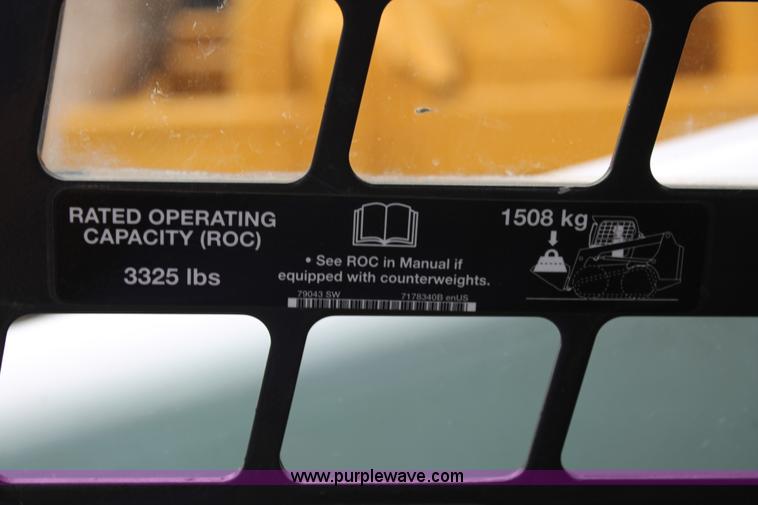 RATED OPERATING
CAPACITY (ROC)
3325 lbs
• See ROC in Manual if
equipped with counterweights.
79043 SW 7178340B enUS
1508 kg
www.purplewave.com